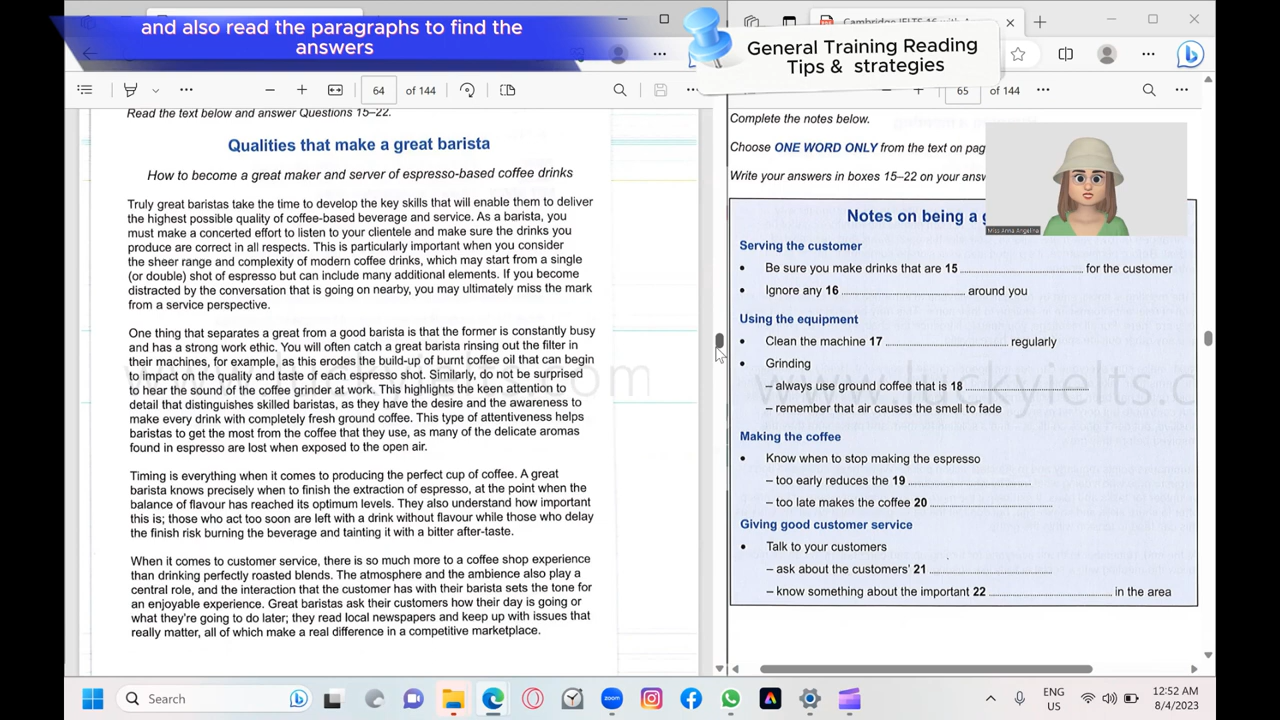 and also read the paragraphs to find the
answers
General Training Reading
Tips & strategies
Cambridge IELTS 16 with A
64 of 144
65 of 144
Read the text below and answer Questions 15–22.
Qualities that make a great barista
How to become a great maker and server of espresso-based coffee drinks
Truly great baristas take the time to develop the key skills that will enable them to deliver
the highest possible quality of coffee-based beverage and service. As a barista, you
must make a concerted effort to listen to your clientele and make sure the drinks you
produce are correct in all respects. This is particularly important when you consider
the sheer range and complexity of modern coffee drinks, which may start from a single
(or double) shot of espresso but can include many additional elements. If you become
distracted by the conversation that is going on nearby, you may ultimately miss the mark
from a service perspective.
One thing that separates a great from a good barista is that the former is constantly busy
and has a strong work ethic. You will often catch a great barista rinsing out the filter in
their machines, for example, as this erodes the build-up of burnt coffee oil that can begin
to impact on the quality and taste of each espresso shot. Similarly, do not be surprised
to hear the sound of the coffee grinder at work. This highlights the keen attention to
detail that distinguishes skilled baristas, as they have the desire and the awareness to
make every drink with completely fresh ground coffee. This type of attentiveness helps
baristas to get the most from the coffee that they use, as many of the delicate aromas
found in espresso are lost when exposed to the open air.
Timing is everything when it comes to producing the perfect cup of coffee. A great
barista knows precisely when to finish the extraction of espresso, at the point when the
balance of flavour has reached its optimum levels. They also understand how important
this is; those who act too soon are left with a drink without flavour while those who delay
the finish risk burning the beverage and tainting it with a bitter after-taste.
When it comes to customer service, there is so much more to a coffee shop experience
than drinking perfectly roasted blends. The atmosphere and the ambience also play a
central role, and the interaction that the customer has with their barista sets the tone for
an enjoyable experience. Great baristas ask their customers how their day is going or
what they're going to do later; they read local newspapers and keep up with issues that
really matter, all of which make a real difference in a competitive marketplace.
Complete the notes below.
Choose ONE WORD ONLY from the text on pag
Write your answers in boxes 15–22 on your answ
Miss Anna Angelina
Notes on being a g
Serving the customer
• Be sure you make drinks that are 15 .................... for the customer
• Ignore any 16 .................... around you
Using the equipment
• Clean the machine 17 .................... regularly
• Grinding
– always use ground coffee that is 18 ....................
– remember that air causes the smell to fade
Making the coffee
• Know when to stop making the espresso
– too early reduces the 19 ....................
– too late makes the coffee 20 ....................
Giving good customer service
• Talk to your customers
– ask about the customers' 21 ....................
– know something about the important 22 .................... in the area
www.luckyielts.c
.com
Search
zoom
ENG
US
12:52 AM
8/4/2023